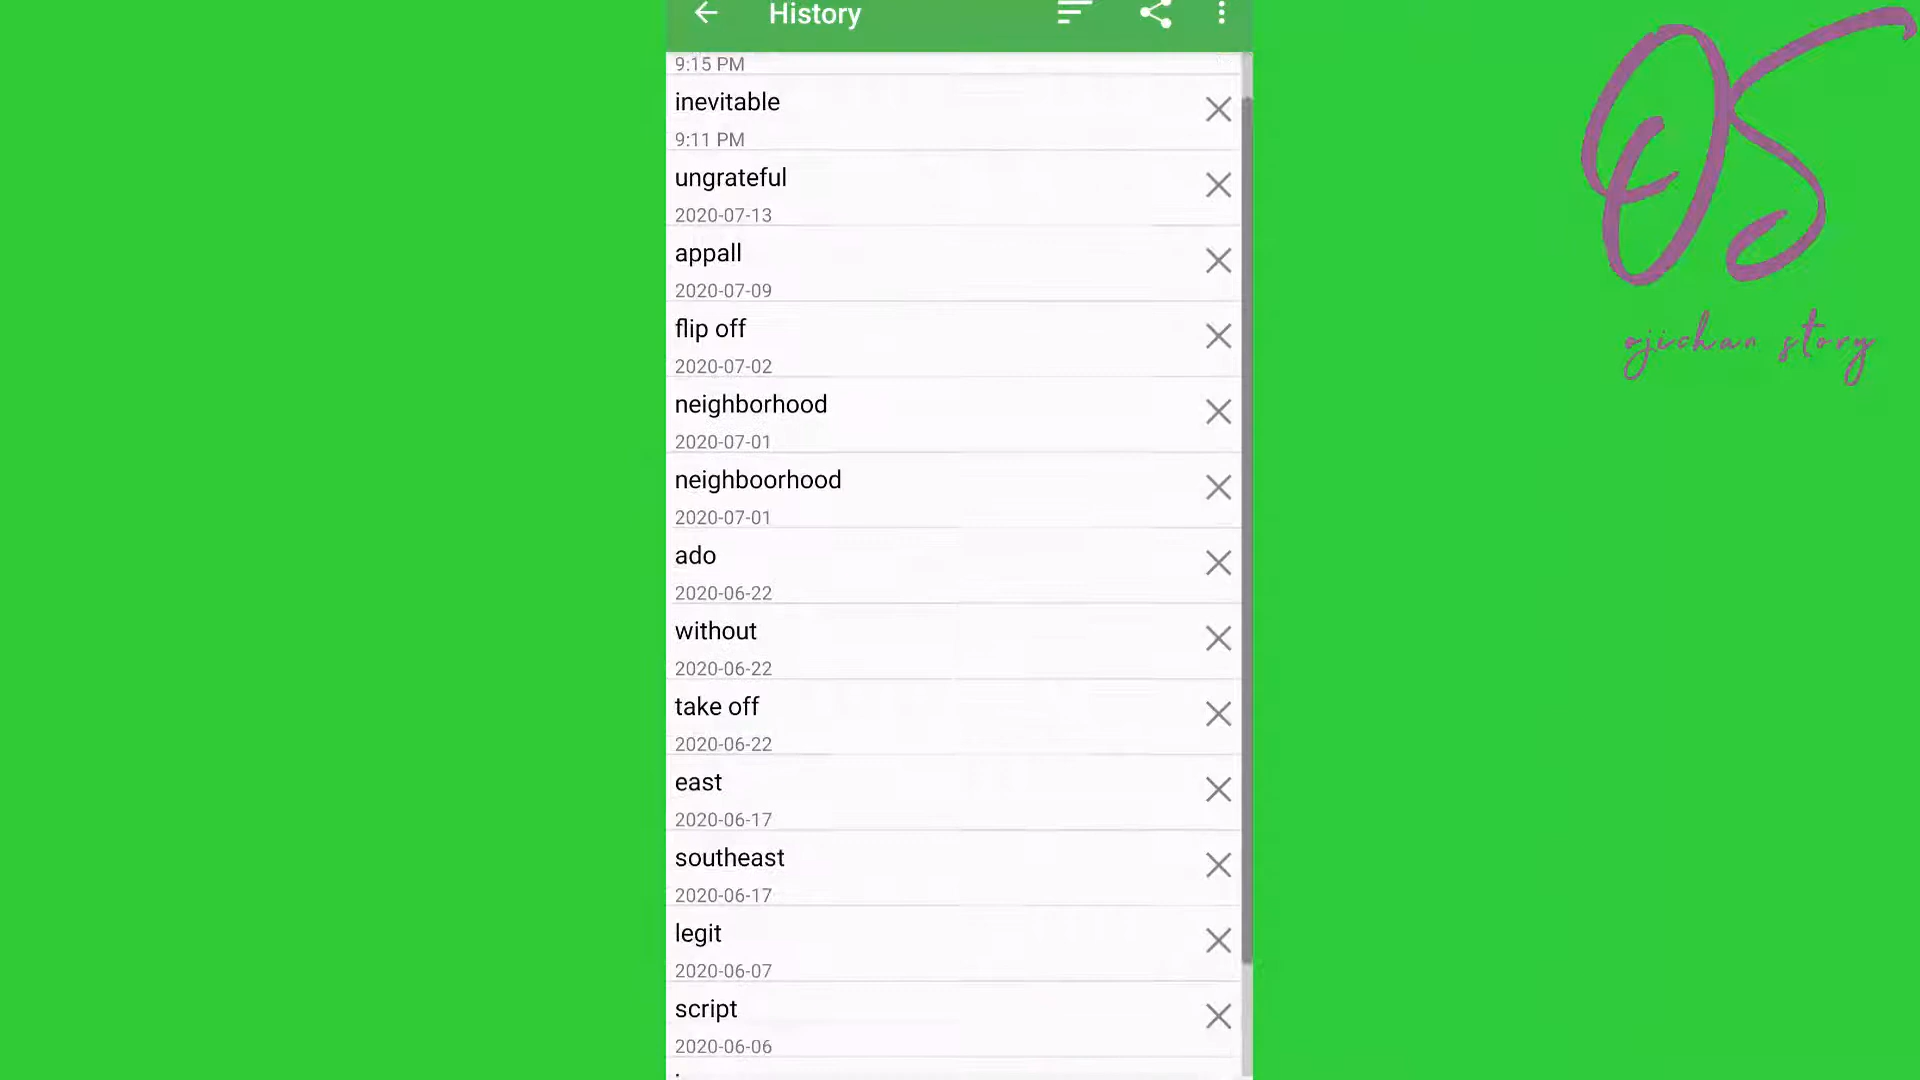 History
9:15 PM
inevitable
9:11 PM
ungrateful
2020-07-13
appall
2020-07-09
flip off
2020-07-02
neighborhood
2020-07-01
neighboorhood
2020-07-01
ado
2020-06-22
without
2020-06-22
take off
2020-06-22
east
2020-06-17
southeast
2020-06-17
legit
2020-06-07
script
2020-06-06
OS
ojichan story